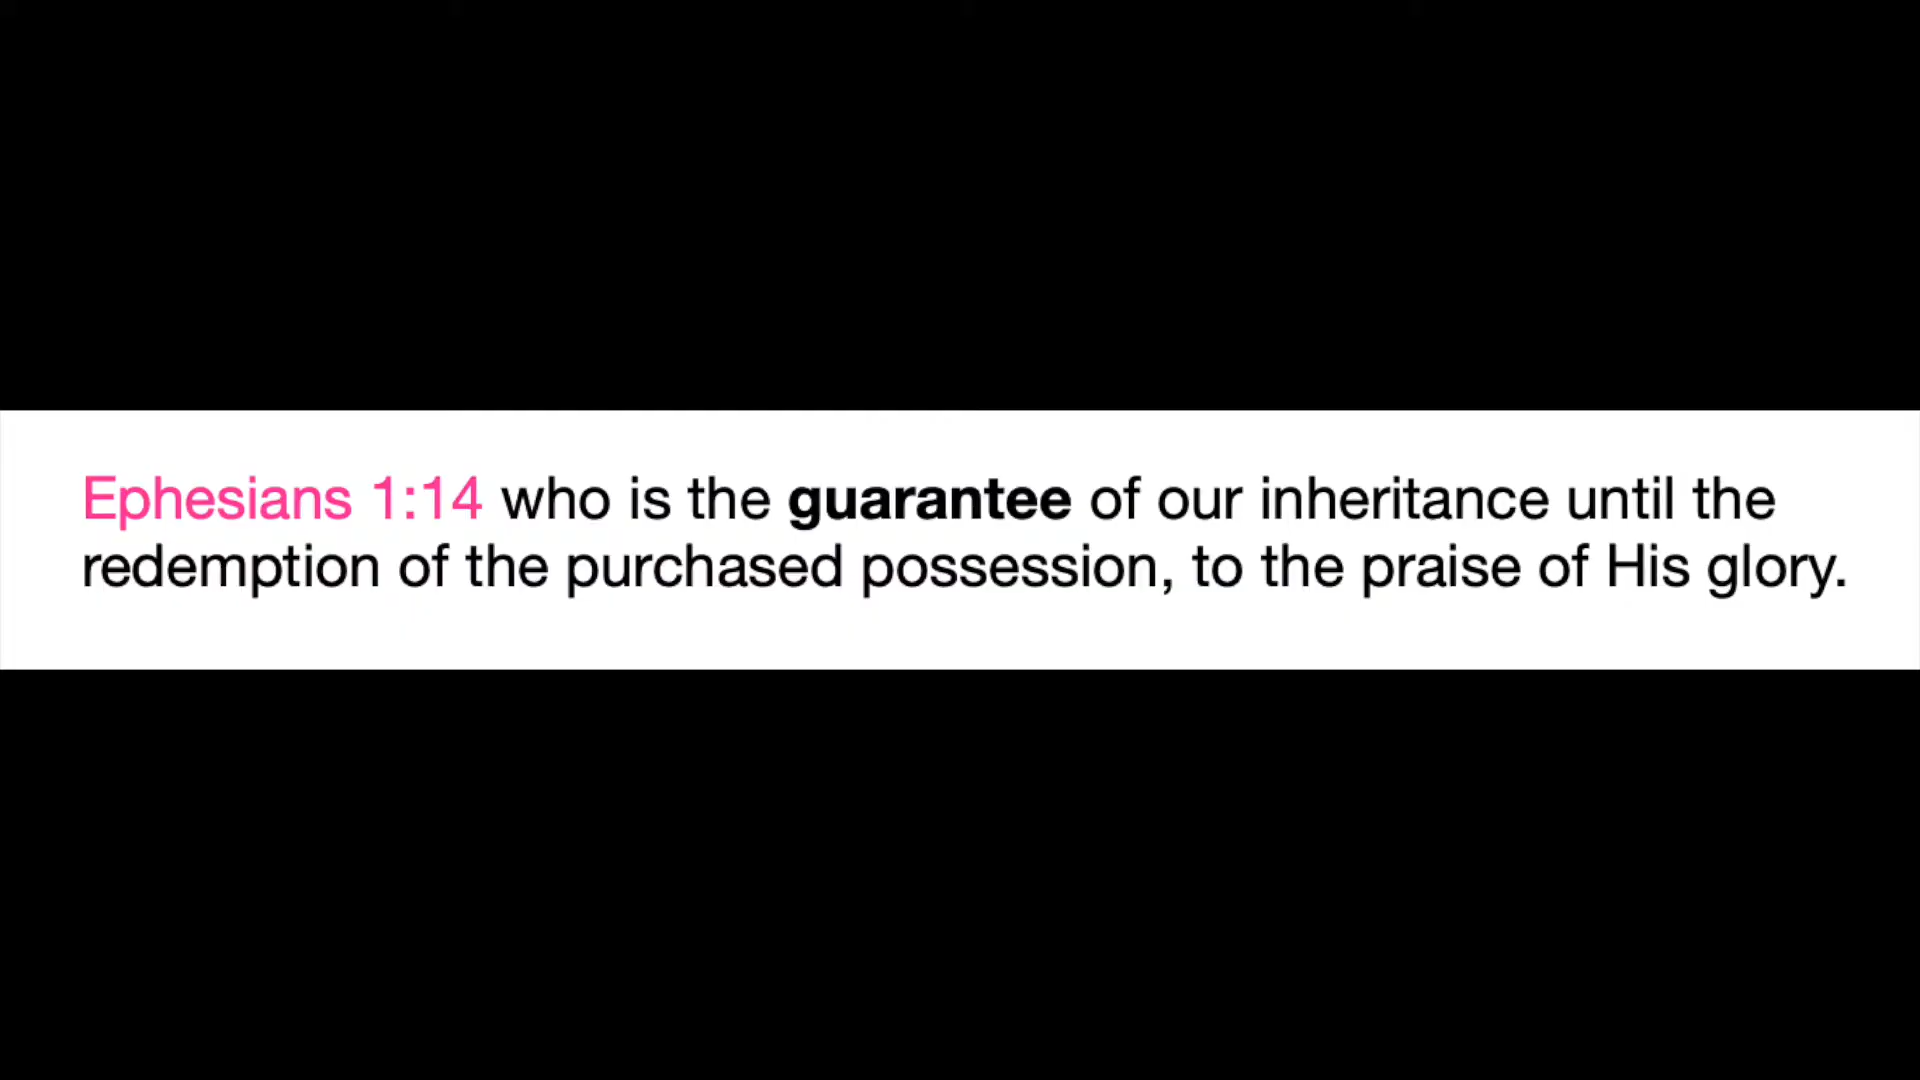 Ephesians 1:14 who is the guarantee of our inheritance until the
redemption of the purchased possession, to the praise of His glory.